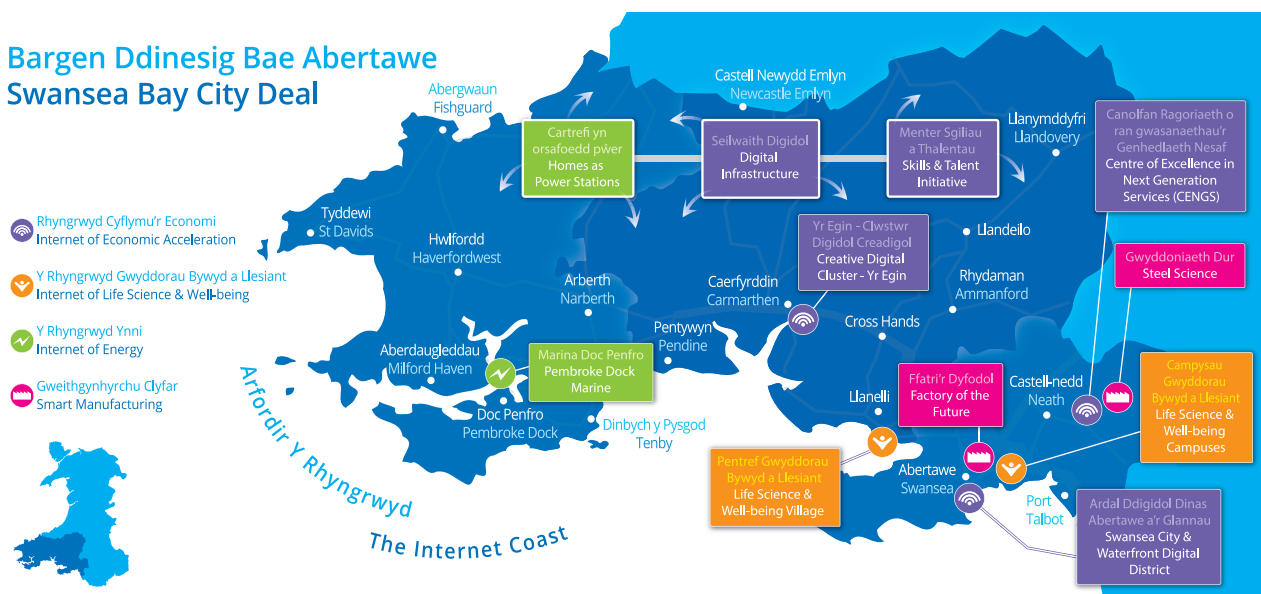 Bargen Ddinesig Bae Abertawe
Swansea Bay City Deal
Rhyngrwyd Cyflymu'r Economi
Internet of Economic Acceleration
Y Rhyngrwyd Gwyddorau Bywyd a Llesiant
Internet of Life Science & Well-being
Y Rhyngrwyd Ynni
Internet of Energy
Gweithgynhyrchu Clyfar
Smart Manufacturing
Abergwaun
Fishguard
Castell Newydd Emlyn
Newcastle Emlyn
Llanymddyfri
Llandovery
Cartrefi yn
orsafoedd pŵer
Homes as
Power Stations
Seilwaith Digidol
Digital
Infrastructure
Menter Sgiliau
a Thalentau
Skills & Talent
Initiative
Canolfan Ragoriaeth o
ran gwasanaethau'r
Genhedlaeth Nesaf
Centre of Excellence in
Next Generation
Services (CENGS)
Tyddewi
St Davids
Hwlfordd
Haverfordwest
Arberth
Narberth
Caerfyrddin
Carmarthen
Yr Egin - Clwstwr
Digidol Creadigol
Creative Digital
Cluster - Yr Egin
Llandeilo
Rhydaman
Ammanford
Gwyddoniaeth Dur
Steel Science
Pentywyn
Pendine
Cross Hands
Aberdaugleddau
Milford Haven
Marina Doc Penfro
Pembroke Dock
Marine
Doc Penfro
Pembroke Dock
Dinbych y Pysgod
Tenby
Llanelli
Ffatri'r Dyfodol
Factory of the
Future
Castell-nedd
Neath
Campysau
Gwyddorau
Bywyd a Llesiant
Life Science &
Well-being
Campuses
Pentref Gwyddorau
Bywyd a Llesiant
Life Science &
Well-being Village
Abertawe
Swansea
Port
Talbot
Ardal Ddigidol Dinas
Abertawe a'r Glannau
Swansea City &
Waterfront Digital
District
Arfordir Y Rhyngrwyd
The Internet Coast